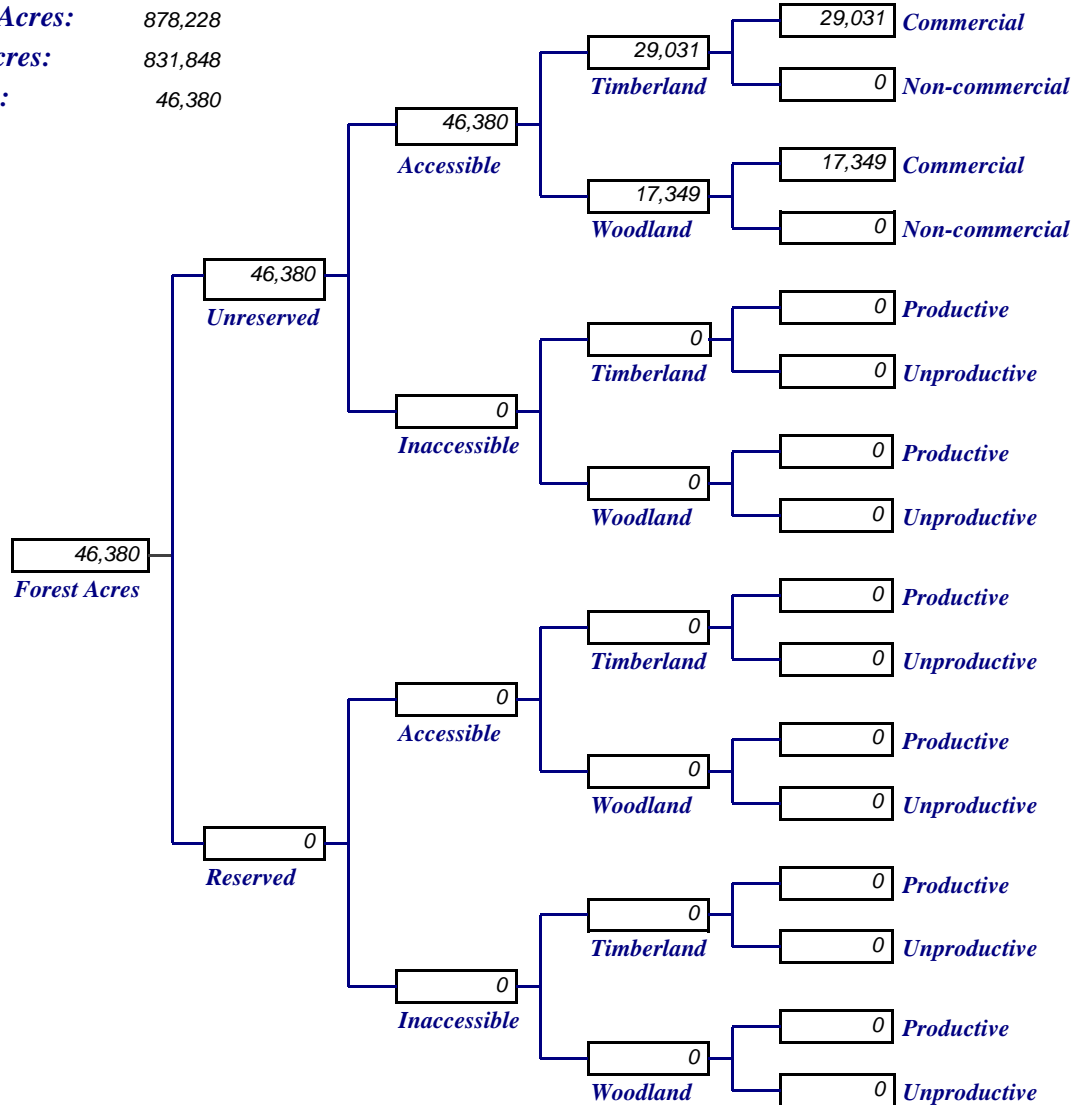 Acres: 878,228
cres: 831,848
: 46,380
29,031 Commercial
29,031
Timberland
0 Non-commercial
46,380
Accessible
17,349 Commercial
17,349
Woodland
0 Non-commercial
46,380
Unreserved
0 Productive
0
Timberland
0 Unproductive
0
Inaccessible
0 Productive
0
Woodland
0 Unproductive
46,380
Forest Acres
0 Productive
0
Timberland
0 Unproductive
0
Accessible
0 Productive
0
Woodland
0 Unproductive
0
Reserved
0 Productive
0
Timberland
0 Unproductive
0
Inaccessible
0 Productive
0
Woodland
0 Unproductive